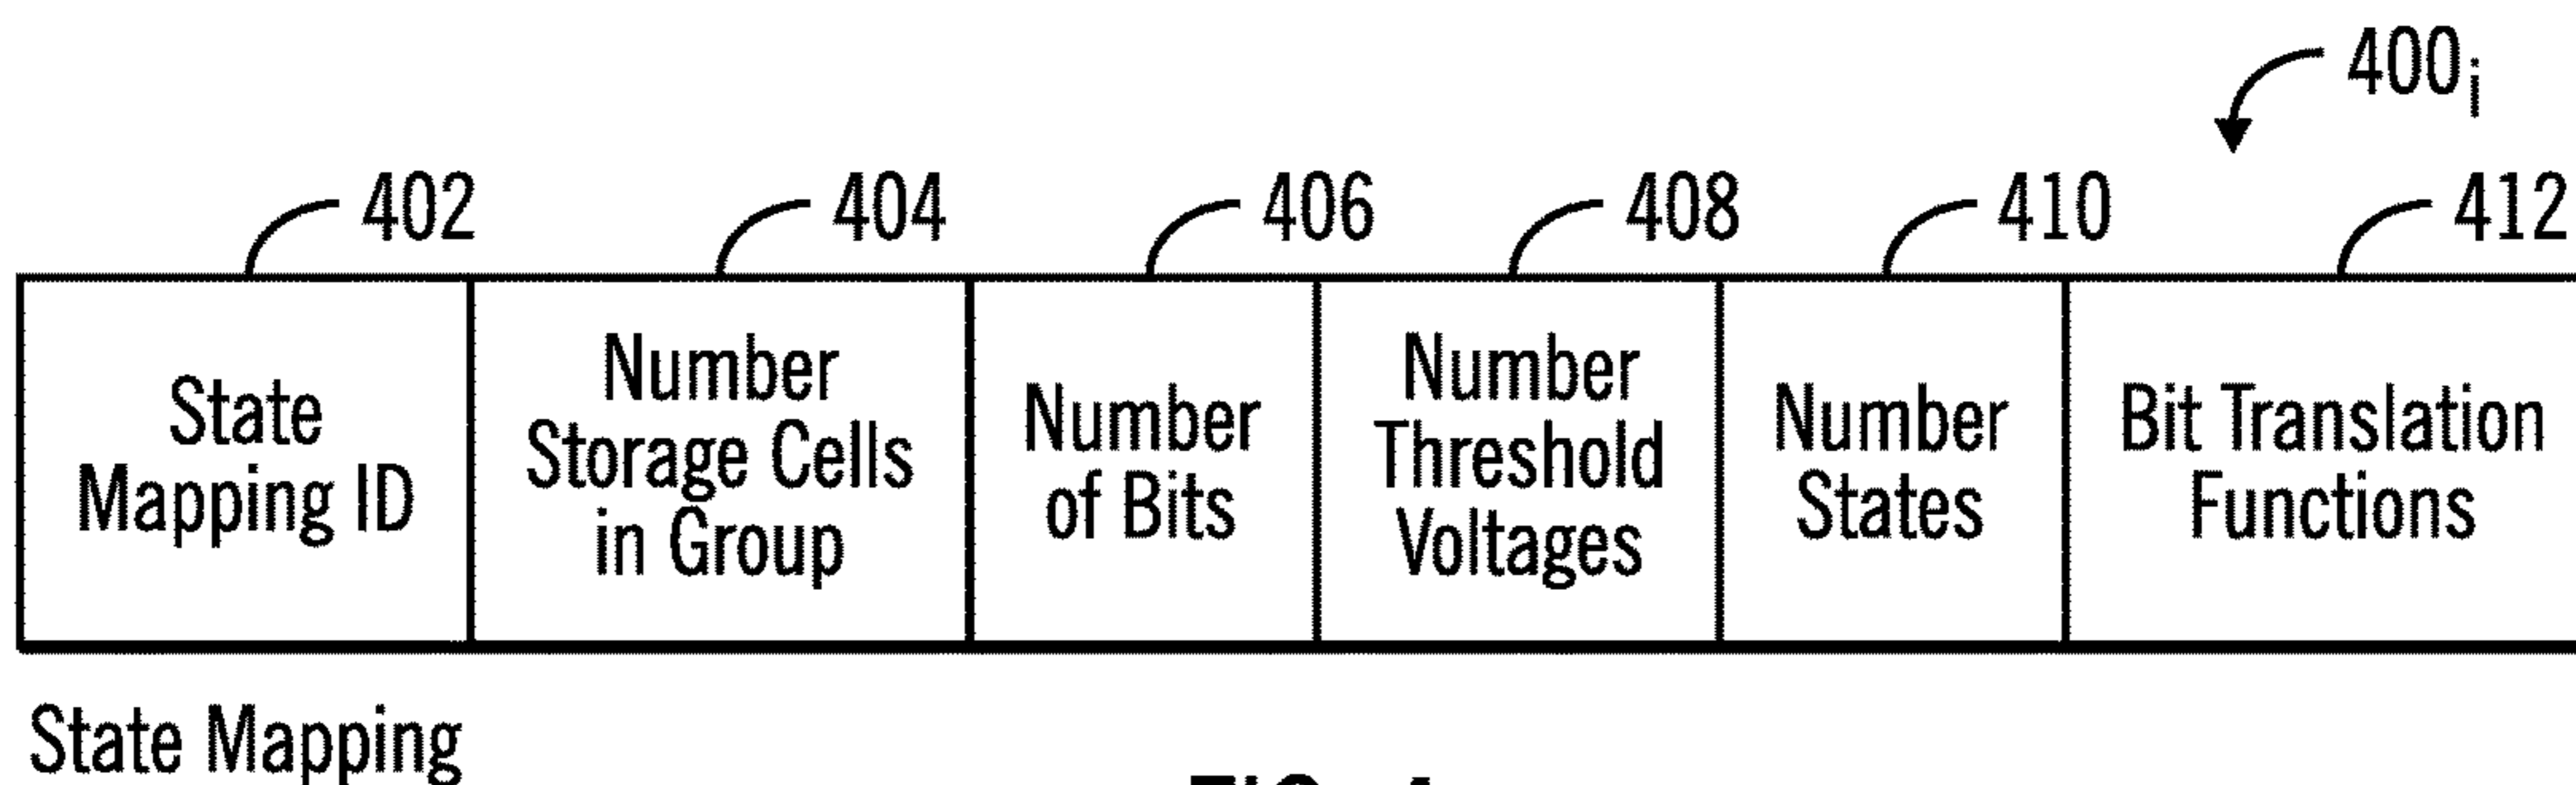 400i
402
404
406
408
410
412
State
Mapping ID
Number
Storage Cells
in Group
Number
of Bits
Number
Threshold
Voltages
Number
States
Bit Translation
Functions
State Mapping